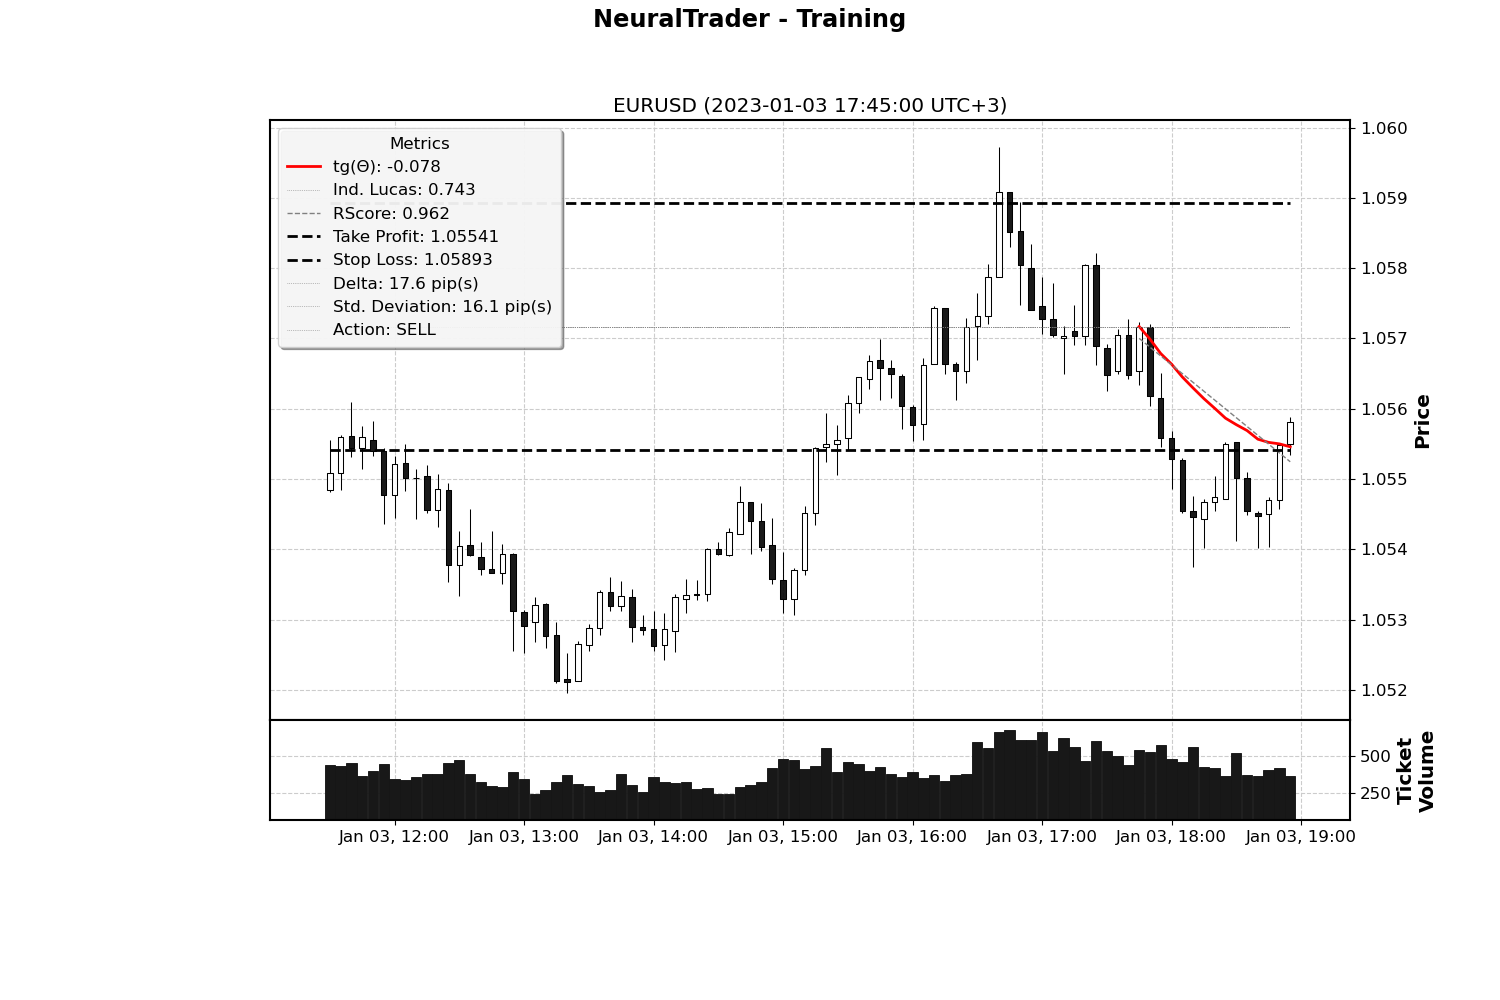 NeuralTrader - Training
EURUSD (2023-01-03 17:45:00 UTC+3)
Metrics
tg(Θ): -0.078
Ind. Lucas: 0.743
RScore: 0.962
Take Profit: 1.05541
Stop Loss: 1.05893
Delta: 17.6 pip(s)
Std. Deviation: 16.1 pip(s)
Action: SELL
1.060
1.059
1.058
1.057
1.056
1.055
1.054
1.053
1.052
Price
500
250
Ticket
Volume
Jan 03, 12:00
Jan 03, 13:00
Jan 03, 14:00
Jan 03, 15:00
Jan 03, 16:00
Jan 03, 17:00
Jan 03, 18:00
Jan 03, 19:00